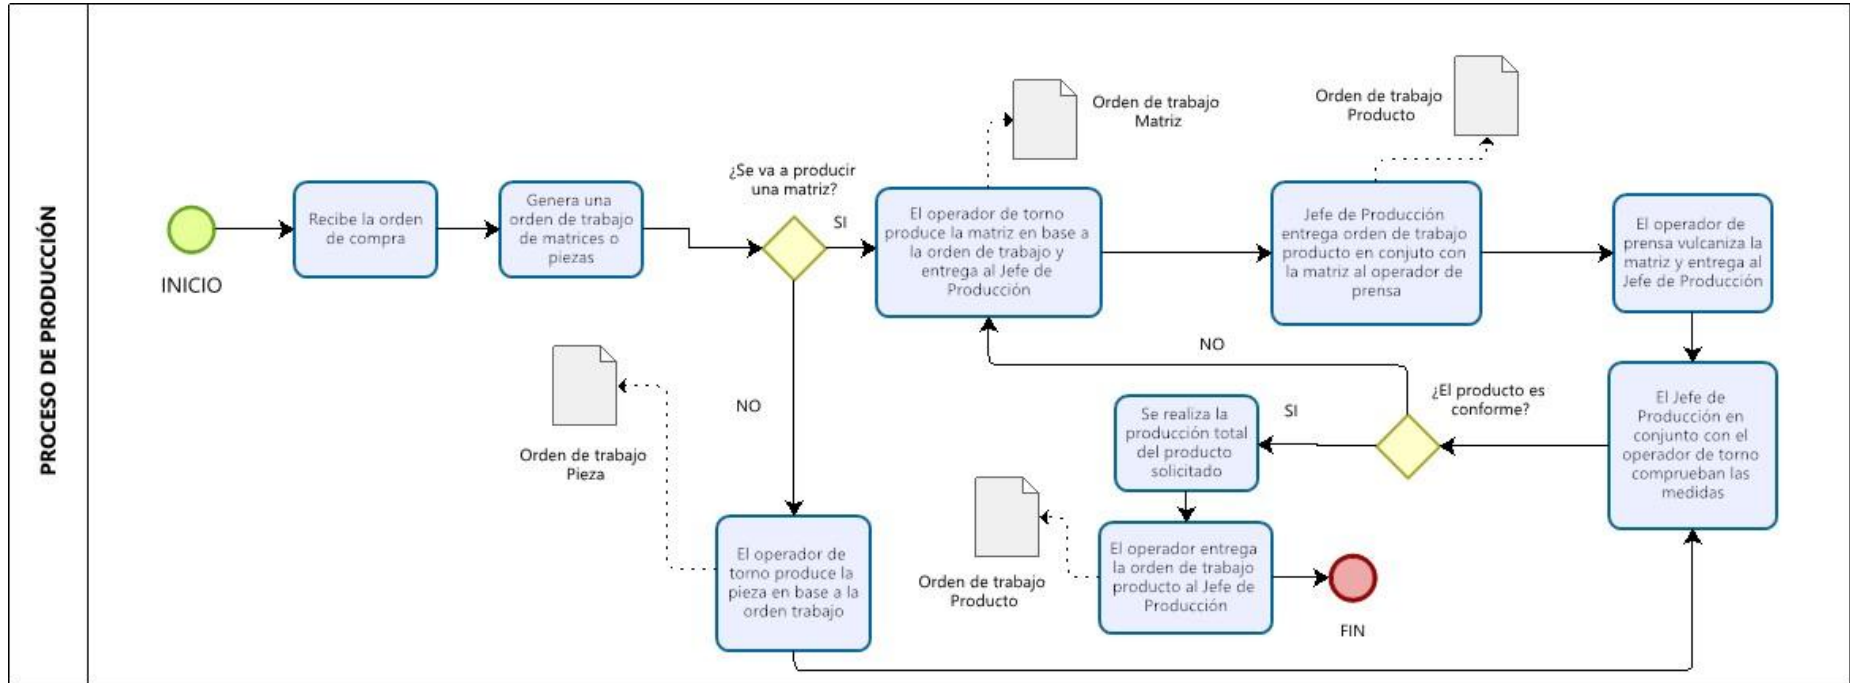 PROCESO DE PRODUCCIÓN
INICIO
Recibe la orden
de compra
Genera una
orden de trabajo
de matrices o
piezas
¿Se va a producir
una matriz?
SI
El operador de torno
produce la matriz en base a
la orden de trabajo y
entrega al Jefe de
Producción
Orden de trabajo
Matriz
Jefe de Producción
entrega orden de trabajo
producto en conjuto con
la matriz al operador de
prensa
Orden de trabajo
Producto
El operador de
prensa vulcaniza la
matriz y entrega al
Jefe de Producción
NO
Orden de trabajo
Pieza
El operador de
torno produce la
pieza en base a la
orden trabajo
El Jefe de
Producción en
conjunto con el
operador de torno
comprueban las
medidas
¿El producto es
conforme?
NO
SI
Se realiza la
producción total
del producto
solicitado
El operador entrega
la orden de trabajo
producto al Jefe de
Producción
Orden de trabajo
Producto
FIN